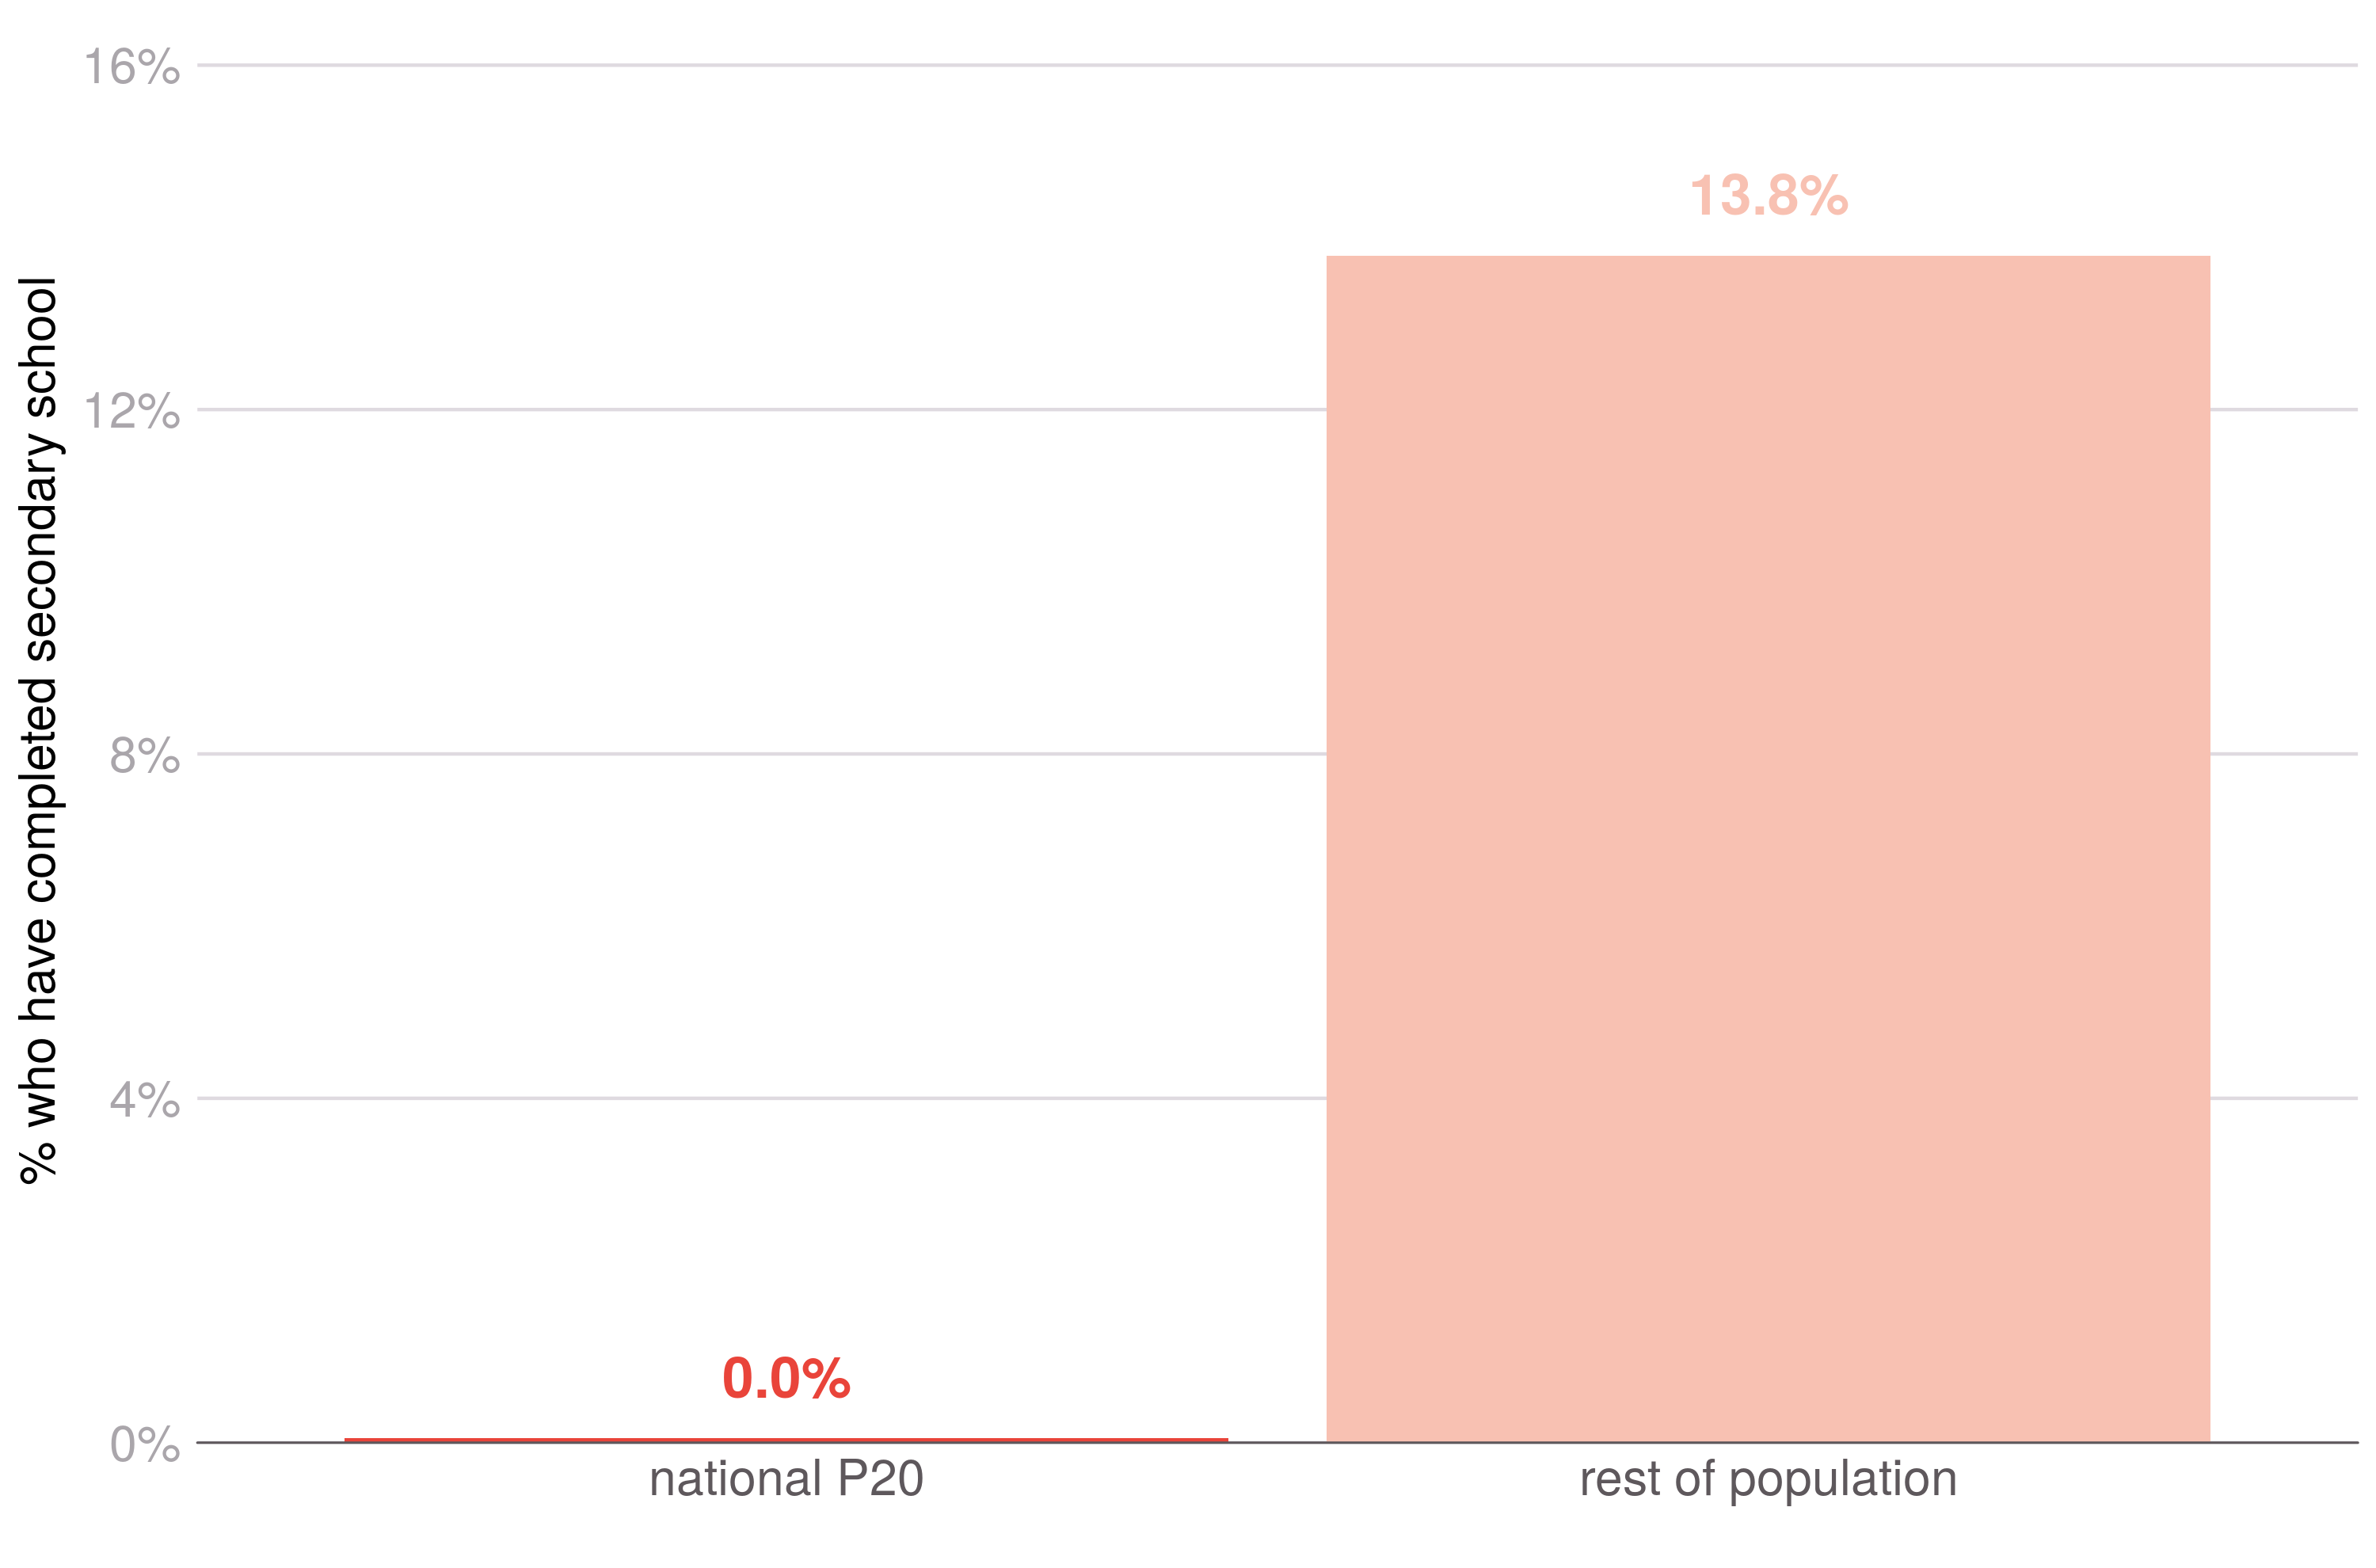 % who have completed secondary school
16%
12%
8%
4%
0%
13.8%
0.0%
national P20
rest of population